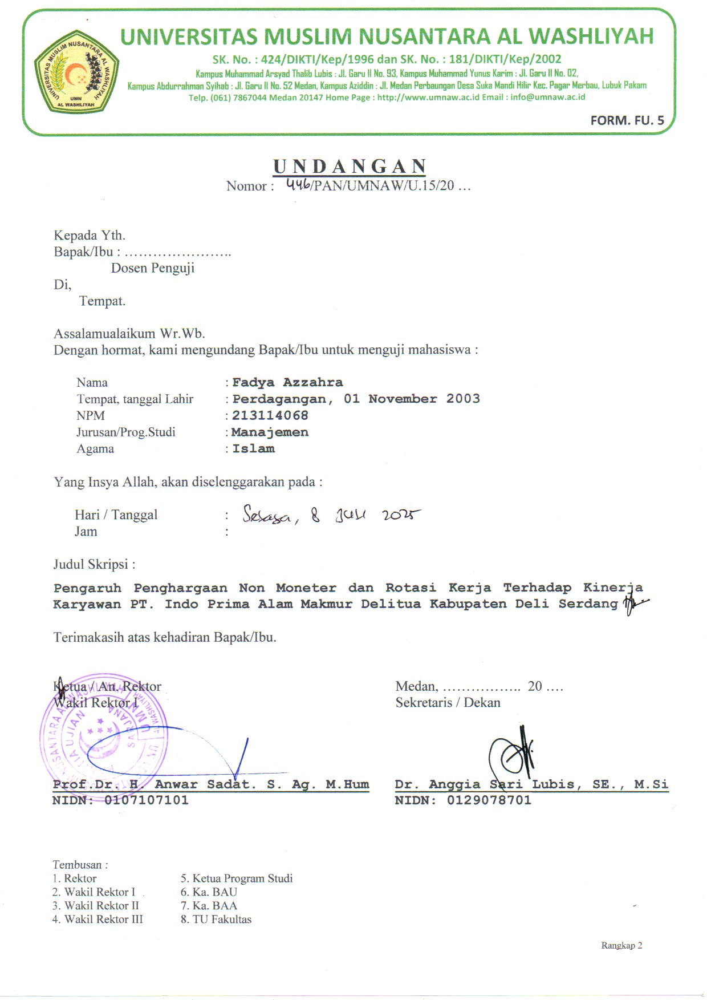 UNIVERSITAS MUSLIM NUSANTARA AL WASHLIYAH
UMN
AL WASHLIYAH
UNIVERSITAS MUSLIM NUSANTARA AL WASHLIYAH
SK. No. : 424/DIKTI/Kep/1996 dan SK. No. : 181/DIKTI/Kep/2002
Kampus Muhammad Arsyad Thalib Lubis : Jl. Garu II No. 93, Kampus Muhammad Yunus Karim : Jl. Garu II No. 02,
Kampus Abdurrahman Syihab : Jl. Garu II No. 52 Medan, Kampus Aziddin : Jl. Medan Perbaungan Desa Suka Mandi Hilir Kec. Pagar Merbau, Lubuk Pakam
Telp. (061) 7867044 Medan 20147 Home Page : http://www.umnaw.ac.id Email : info@umnaw.ac.id
FORM. FU. 5
U N D A N G A N
Nomor : 446/PAN/UMNAW/U.15/20 ...
Kepada Yth.
Bapak/Ibu : .......................
Dosen Penguji
Di,
Tempat.
Assalamualaikum Wr.Wb.
Dengan hormat, kami mengundang Bapak/Ibu untuk menguji mahasiswa :
Nama : Fadya Azzahra
Tempat, tanggal Lahir : Perdagangan, 01 November 2003
NPM : 213114068
Jurusan/Prog.Studi : Manajemen
Agama : Islam
Yang Insya Allah, akan diselenggarakan pada :
Hari / Tanggal : Selasa, 8 Juli 2025
Jam :
Judul Skripsi :
Pengaruh Penghargaan Non Moneter dan Rotasi Kerja Terhadap Kinerja
Karyawan PT. Indo Prima Alam Makmur Delitua Kabupaten Deli Serdang
Terimakasih atas kehadiran Bapak/Ibu.
Ketua / An. Rektor
Wakil Rektor I
Medan, ................. 20 ....
Sekretaris / Dekan
Prof.Dr. H Anwar Sadat. S. Ag. M.Hum
NIDN: 0107107101
Dr. Anggia Sari Lubis, SE., M.Si
NIDN: 0129078701
Tembusan :
1. Rektor
2. Wakil Rektor I
3. Wakil Rektor II
4. Wakil Rektor III
5. Ketua Program Studi
6. Ka. BAU
7. Ka. BAA
8. TU Fakultas
Rangkap 2